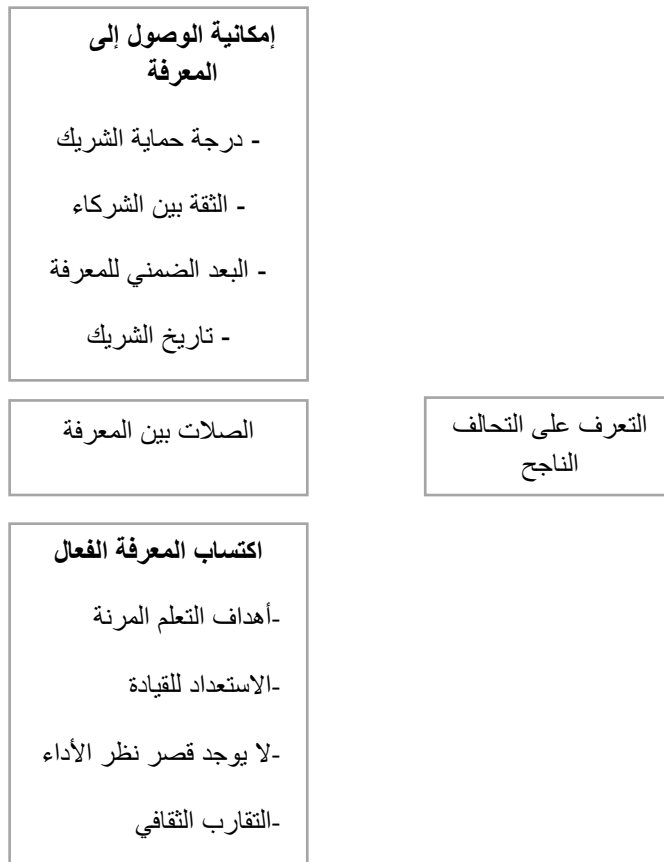 إمكانية الوصول إلى
المعرفة
- درجة حماية الشريك
- الثقة بين الشركاء
- البعد الضمني للمعرفة
- تاريخ الشريك
الصلات بين المعرفة
التعرف على التحالف
الناجح
اكتساب المعرفة الفعال
-أهداف التعلم المرنة
-الاستعداد للقيادة
-لا يوجد قصر نظر الأداء
-التقارب الثقافي